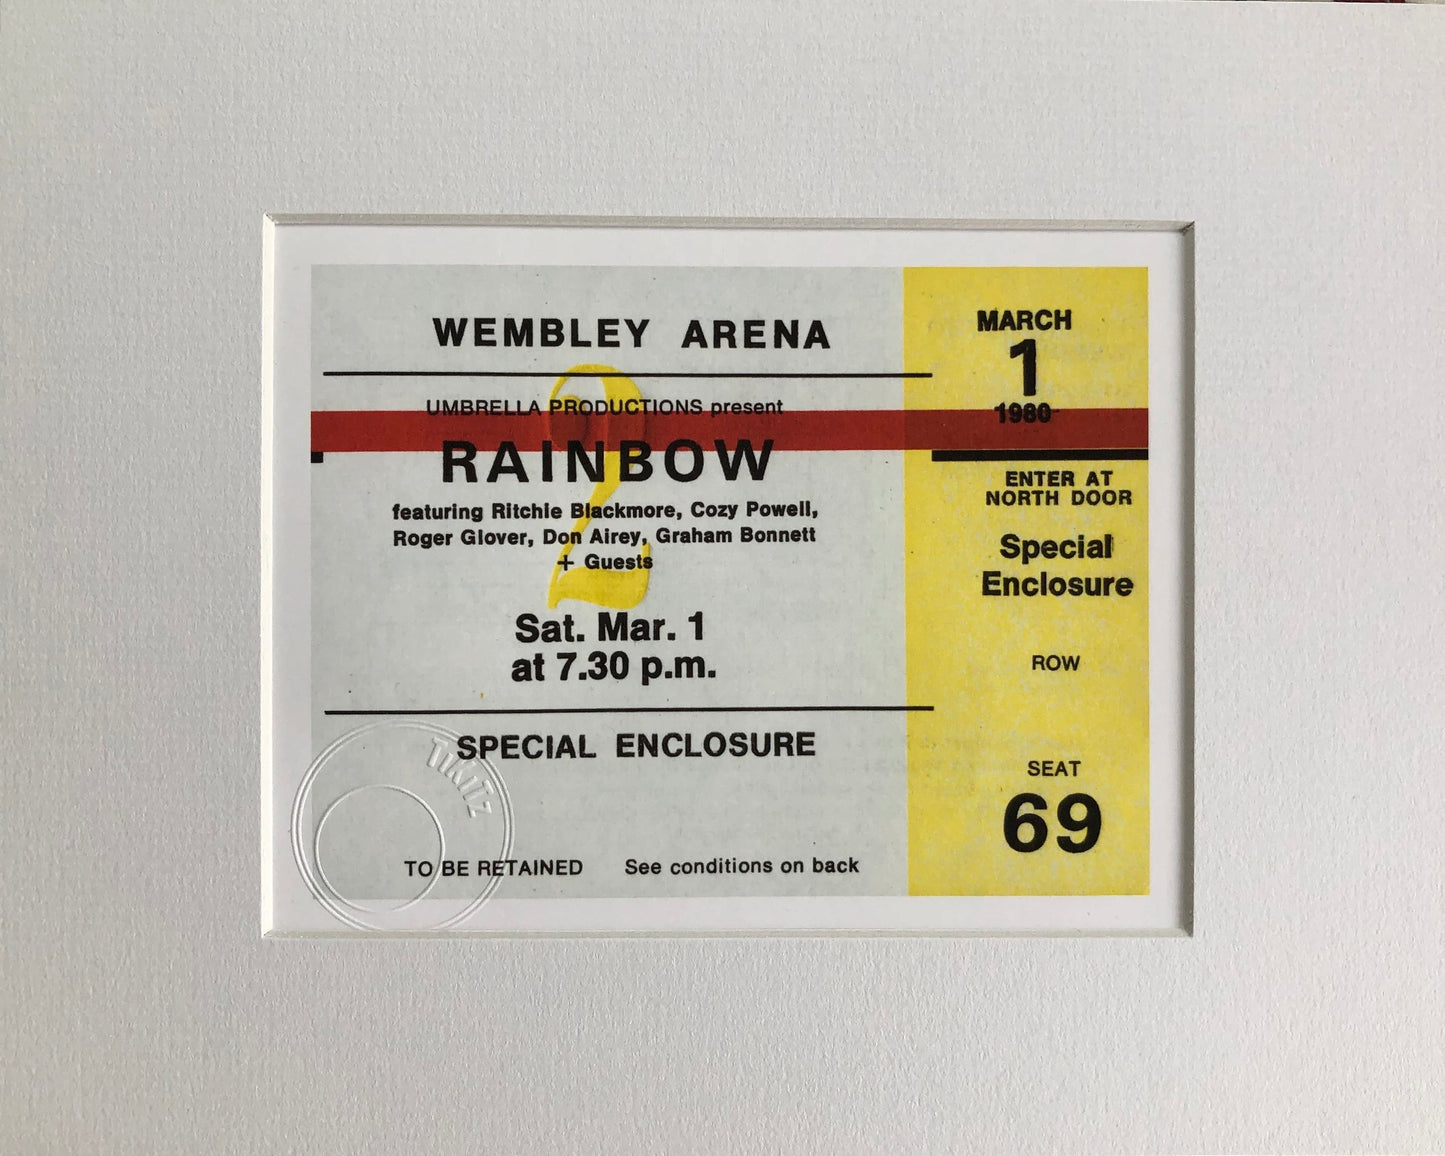 WEMBLEY ARENA
UMBRELLA PRODUCTIONS present
RAINBOW
featuring Ritchie Blackmore, Cozy Powell,
Roger Glover, Don Airey, Graham Bonnett
+ Guests
2
Sat. Mar. 1
at 7.30 p.m.
SPECIAL ENCLOSURE
TO BE RETAINED See conditions on back
MARCH
1
1980
ENTER AT
NORTH DOOR
Special
Enclosure
ROW
SEAT
69
TIKITZ